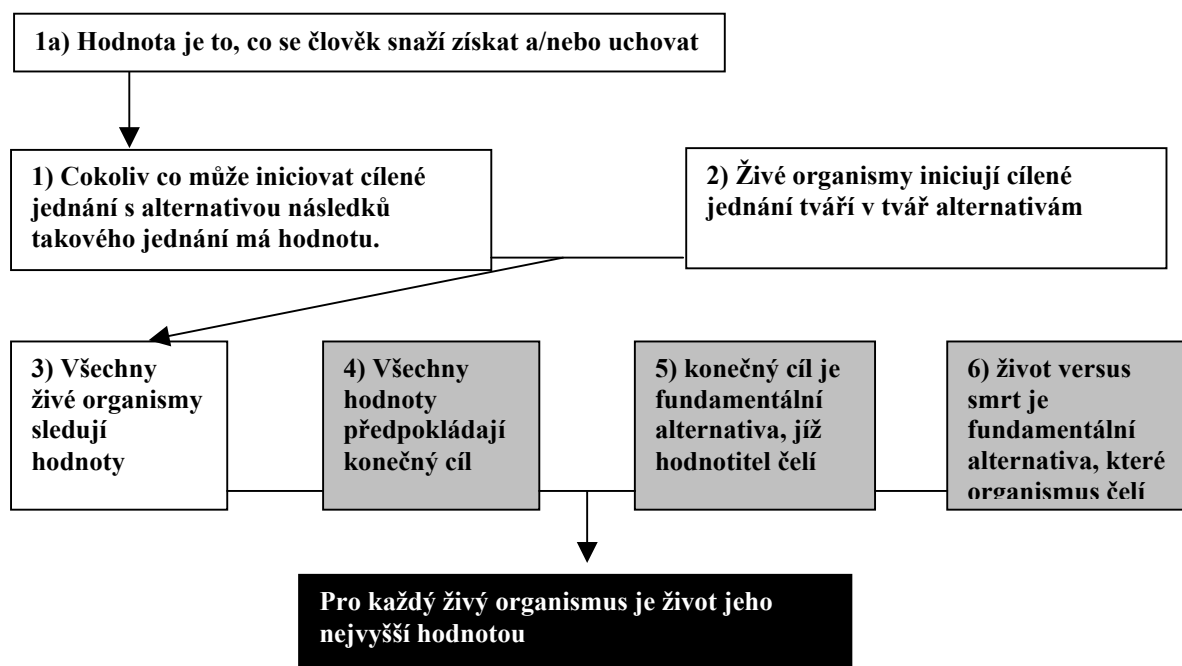 1a) Hodnota je to, co se člověk snaží získat a/nebo uchovat
1) Cokoliv co může iniciovat cílené
jednání s alternativou následků
takového jednání má hodnotu.
2) Živé organismy iniciují cílené
jednání tváří v tvář alternativám
3) Všechny
živé organismy
sledují
hodnoty
4) Všechny
hodnoty
předpokládají
konečný cíl
5) konečný cíl je
fundamentální
alternativa, jíž
hodnotitel čelí
6) život versus
smrt je
fundamentální
alternativa, které
organismus čelí
Pro každý živý organismus je život jeho
nejvyšší hodnotou